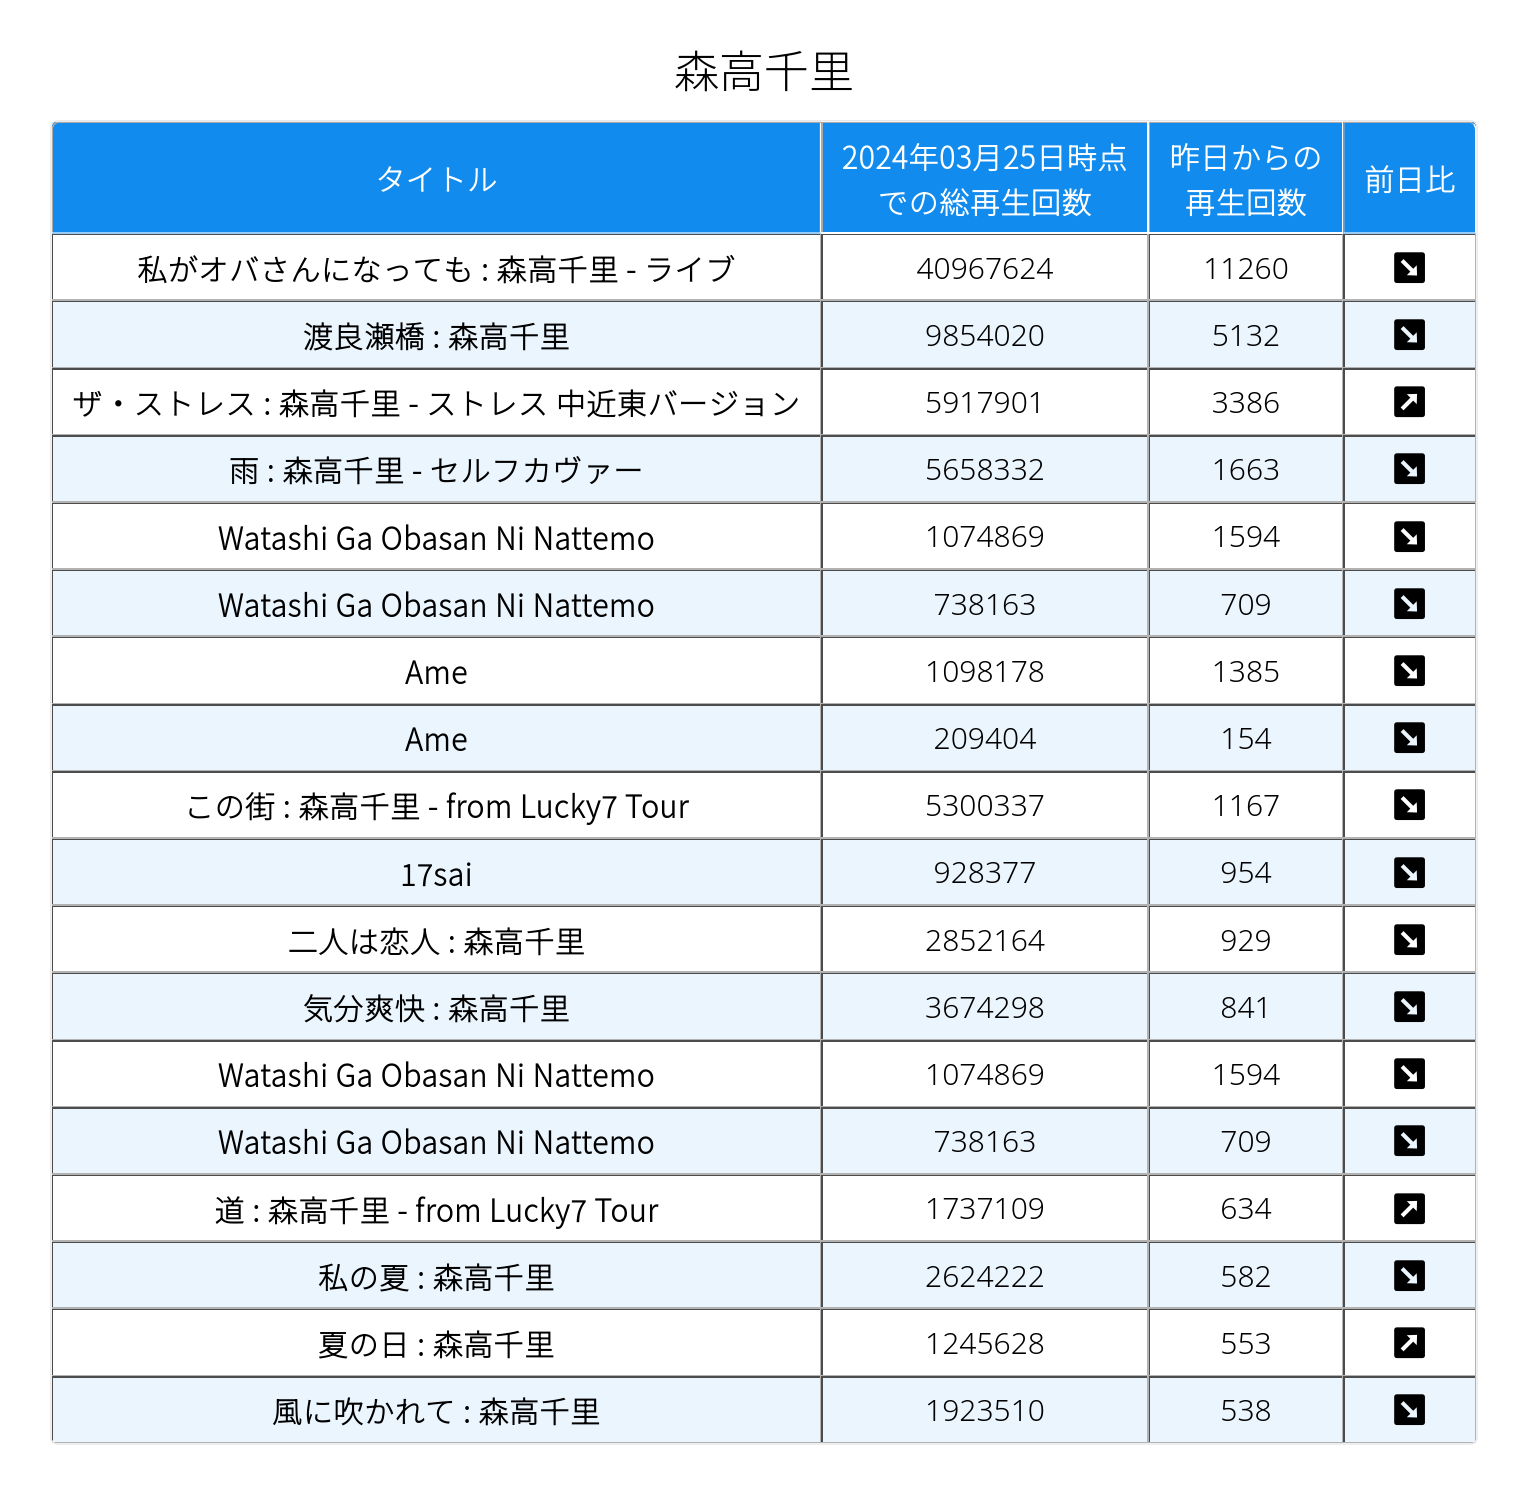 森高千里
タイトル 2024年03月25日時点での総再生回数 昨日からの再生回数 前日比
私がオバさんになっても : 森高千里 - ライブ 40967624 11260 ↘
渡良瀬橋 : 森高千里 9854020 5132 ↘
ザ・ストレス : 森高千里 - ストレス 中近東バージョン 5917901 3386 ↗
雨 : 森高千里 - セルフカヴァー 5658332 1663 ↘
Watashi Ga Obasan Ni Nattemo 1074869 1594 ↘
Watashi Ga Obasan Ni Nattemo 738163 709 ↘
Ame 1098178 1385 ↘
Ame 209404 154 ↘
この街 : 森高千里 - from Lucky7 Tour 5300337 1167 ↘
17sai 928377 954 ↘
二人は恋人 : 森高千里 2852164 929 ↘
気分爽快 : 森高千里 3674298 841 ↘
Watashi Ga Obasan Ni Nattemo 1074869 1594 ↘
Watashi Ga Obasan Ni Nattemo 738163 709 ↘
道 : 森高千里 - from Lucky7 Tour 1737109 634 ↗
私の夏 : 森高千里 2624222 582 ↘
夏の日 : 森高千里 1245628 553 ↗
風に吹かれて : 森高千里 1923510 538 ↘